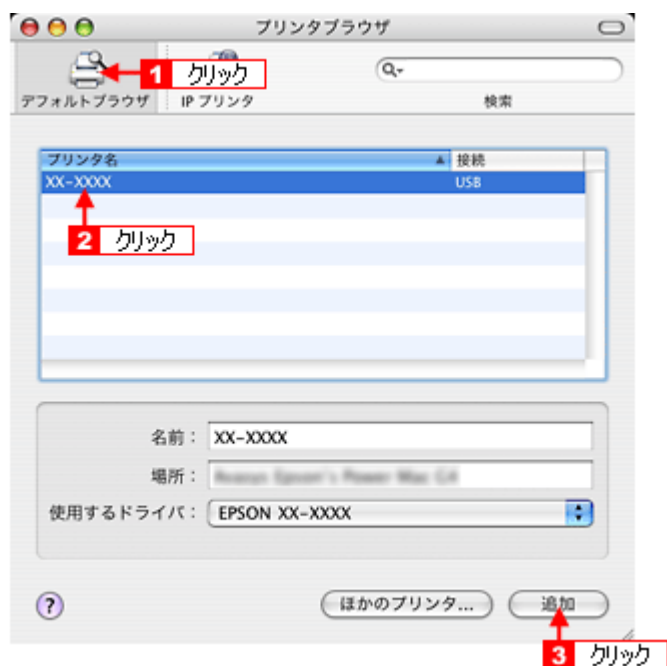 プリンタブラウザ
1 クリック
デフォルトブラウザ
IP プリンタ
検索
プリンタ名 接続
XX-XXXX USB
2 クリック
名前： XX-XXXX
場所：
使用するドライバ： EPSON XX-XXXX
? ほかのプリンタ... 追加
3 クリック